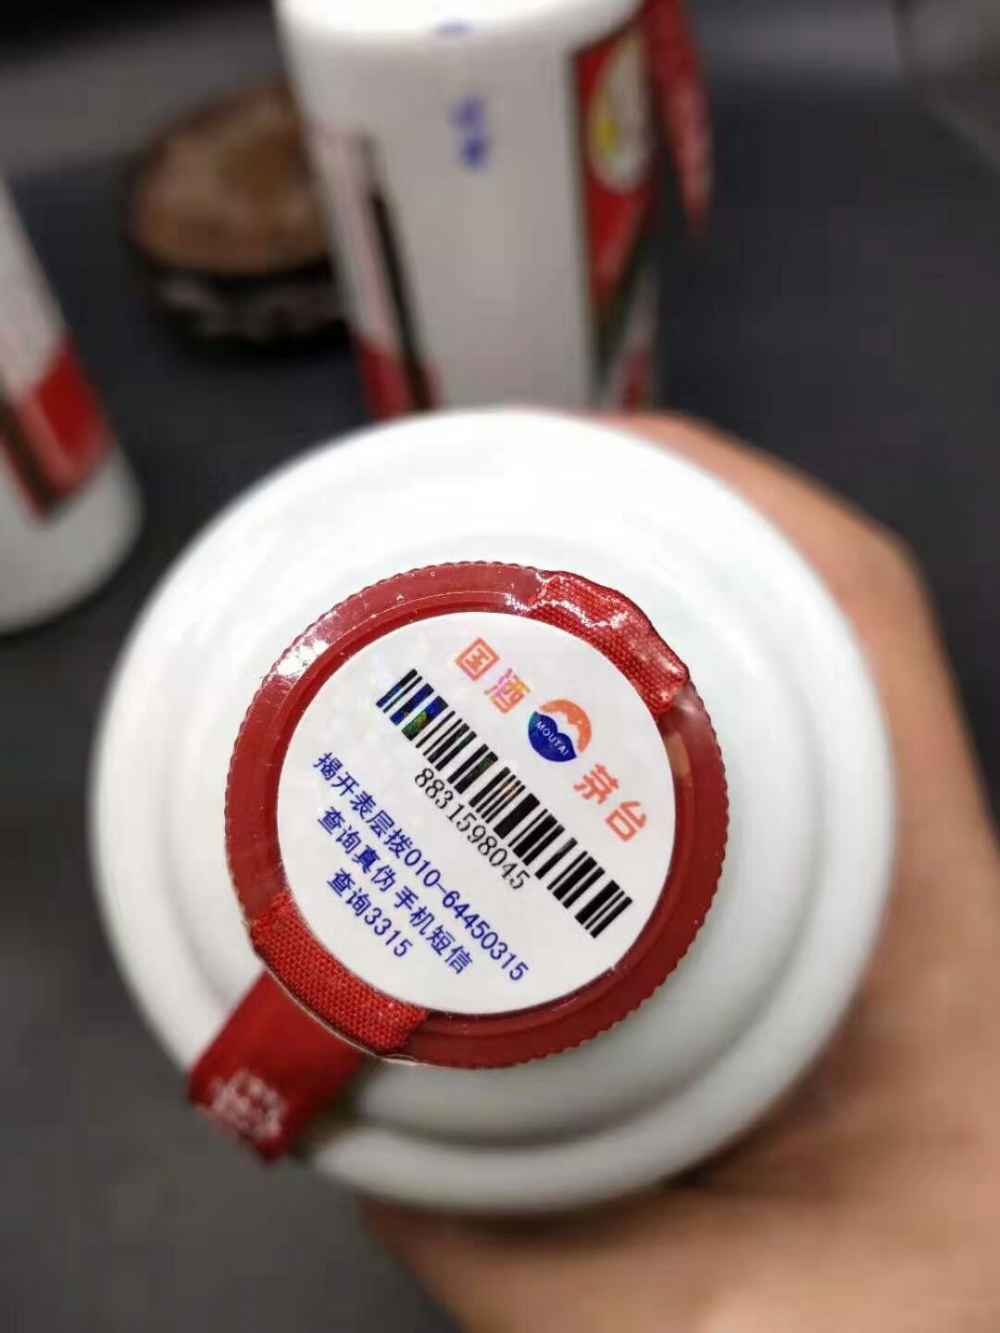 国酒 MOUTAI 茅台
8831598045
揭开表层拨010-64450315
查询真伪 手机短信
查询3315